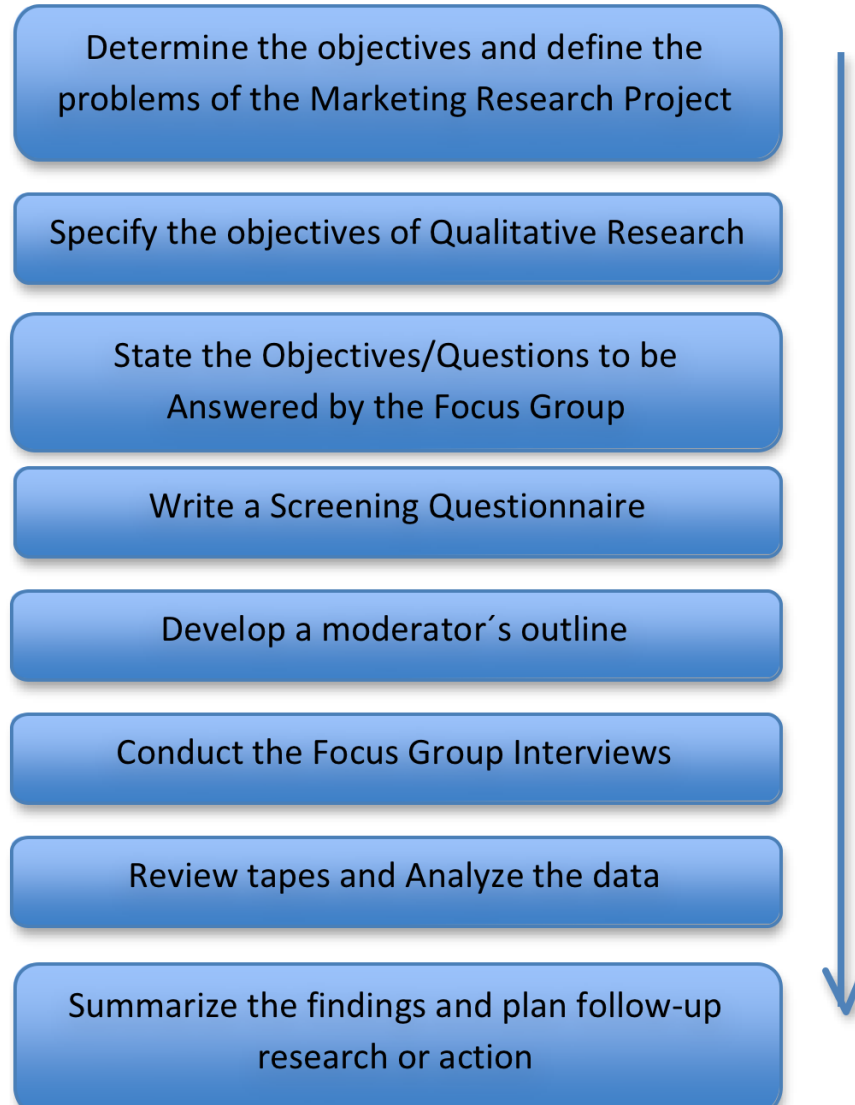 Determine the objectives and define the
problems of the Marketing Research Project
Specify the objectives of Qualitative Research
State the Objectives/Questions to be
Answered by the Focus Group
Write a Screening Questionnaire
Develop a moderator´s outline
Conduct the Focus Group Interviews
Review tapes and Analyze the data
Summarize the findings and plan follow-up
research or action